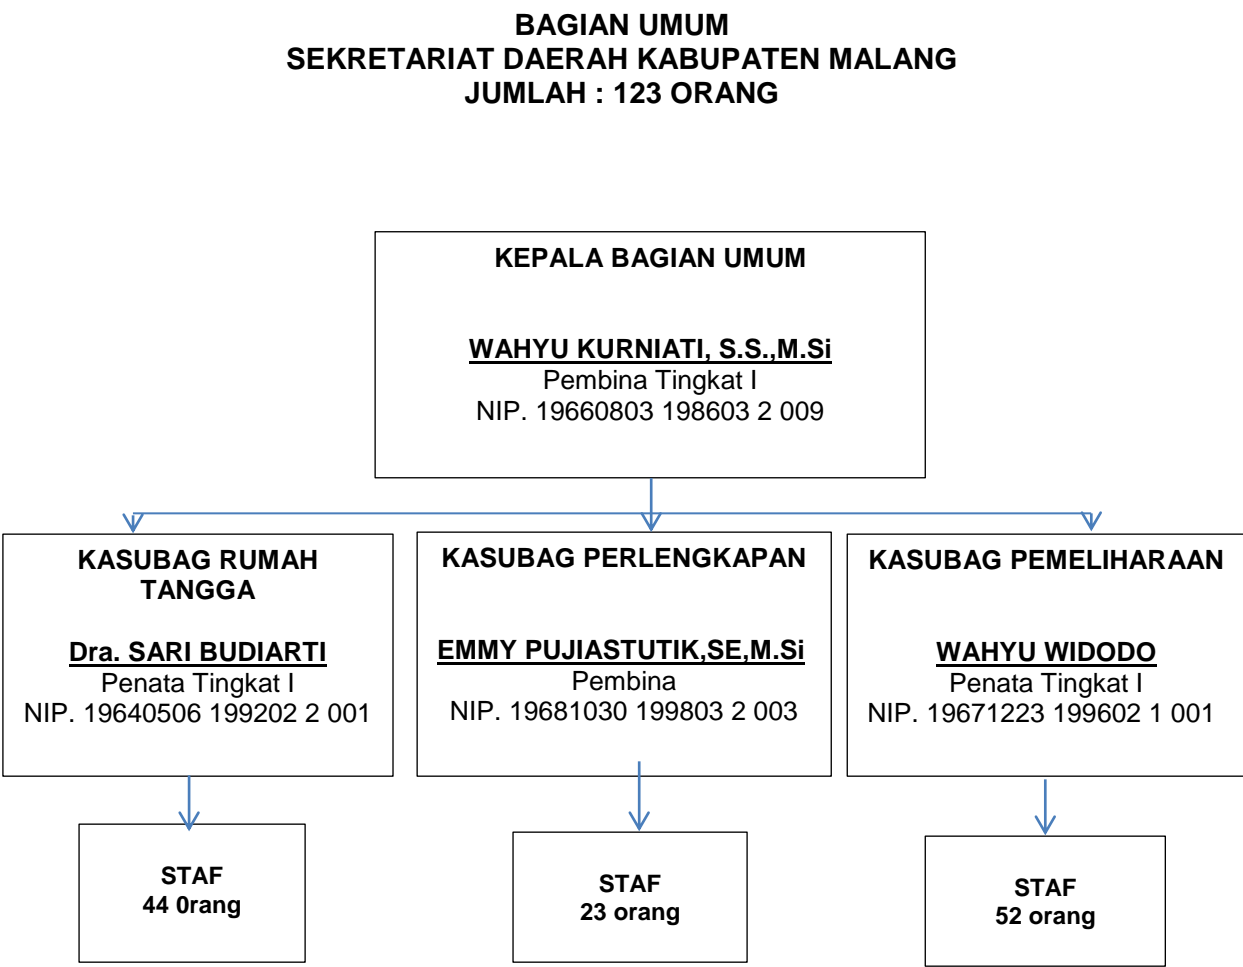 BAGIAN UMUM
SEKRETARIAT DAERAH KABUPATEN MALANG
JUMLAH : 123 ORANG
KEPALA BAGIAN UMUM
WAHYU KURNIATI, S.S.,M.Si
Pembina Tingkat I
NIP. 19660803 198603 2 009
KASUBAG RUMAH
TANGGA
Dra. SARI BUDIARTI
Penata Tingkat I
NIP. 19640506 199202 2 001
KASUBAG PERLENGKAPAN
EMMY PUJIASTUTIK,SE,M.Si
Pembina
NIP. 19681030 199803 2 003
KASUBAG PEMELIHARAAN
WAHYU WIDODO
Penata Tingkat I
NIP. 19671223 199602 1 001
STAF
44 0rang
STAF
23 orang
STAF
52 orang